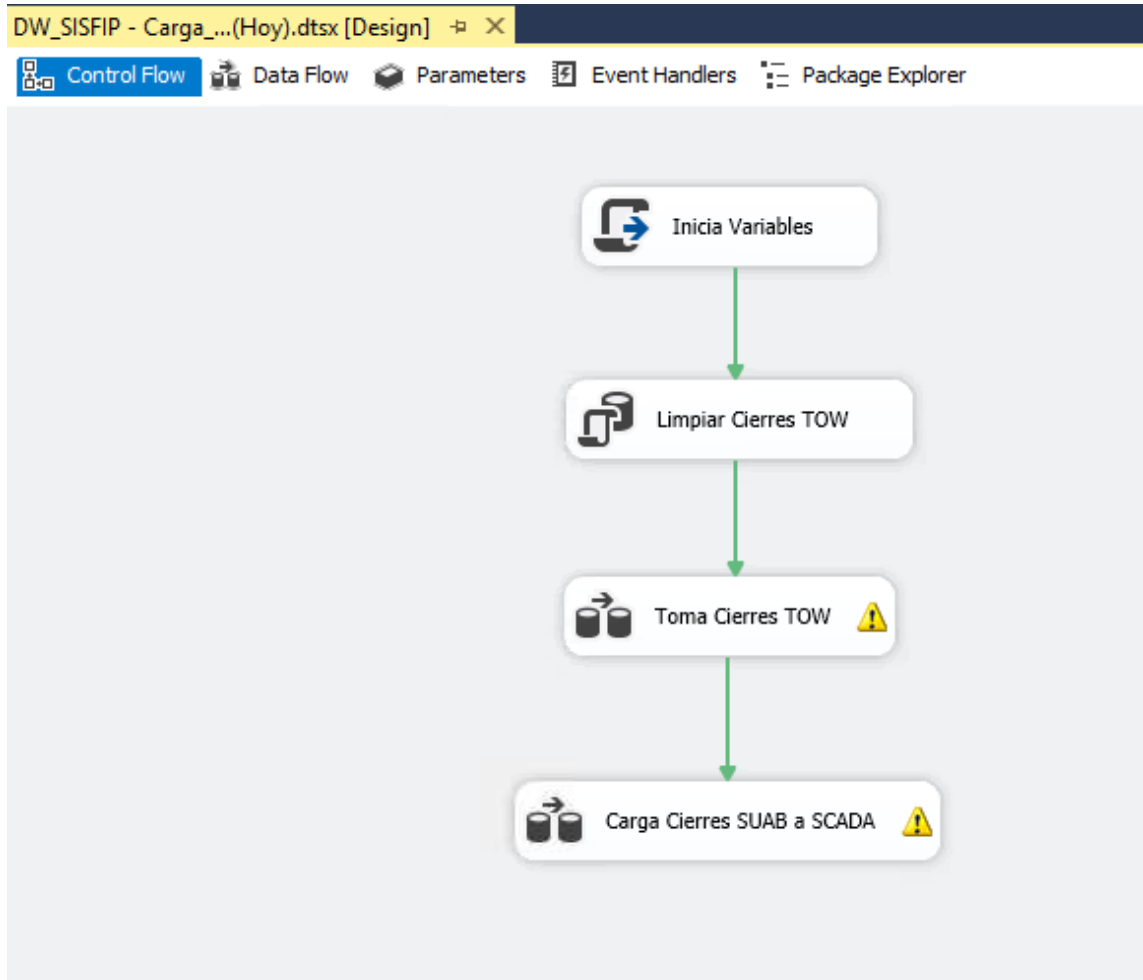 DW_SISFIP - Carga_...(Hoy).dtsx [Design]
Control Flow Data Flow Parameters Event Handlers Package Explorer
Inicia Variables
Limpiar Cierres TOW
Toma Cierres TOW
Carga Cierres SUAB a SCADA